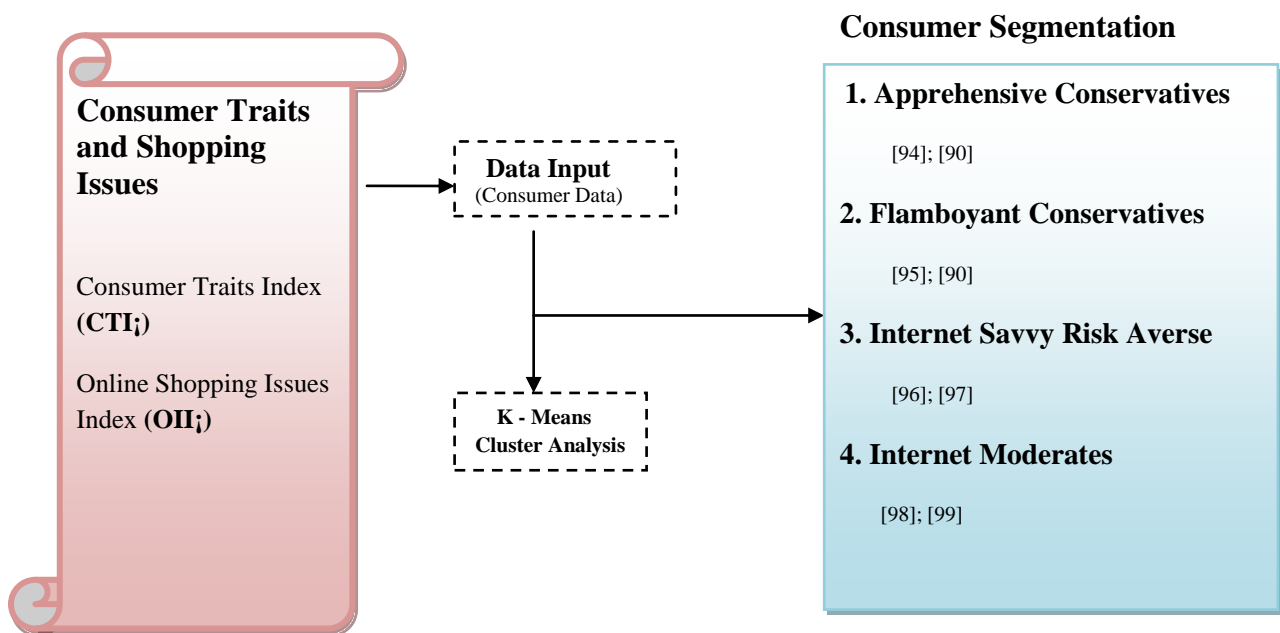 Consumer Traits
and Shopping
Issues
Consumer Traits Index
(CTI¡)
Online Shopping Issues
Index (OII¡)
Data Input
(Consumer Data)
K - Means
Cluster Analysis
Consumer Segmentation
1. Apprehensive Conservatives
[94]; [90]
2. Flamboyant Conservatives
[95]; [90]
3. Internet Savvy Risk Averse
[96]; [97]
4. Internet Moderates
[98]; [99]